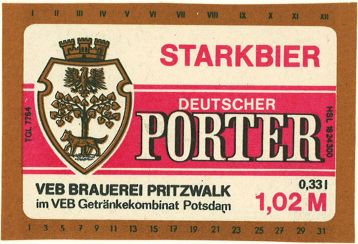 I II III IV V VI VII VIII IX X XI XII
STARKBIER
DEUTSCHER
PORTER
TGL 7764
HSL 1624300
VEB BRAUEREI PRITZWALK
im VEB Getränkekombinat Potsdam
0,33 l
1,02 M
1 3 5 7 9 11 13 15 17 19 21 23 25 27 29 31